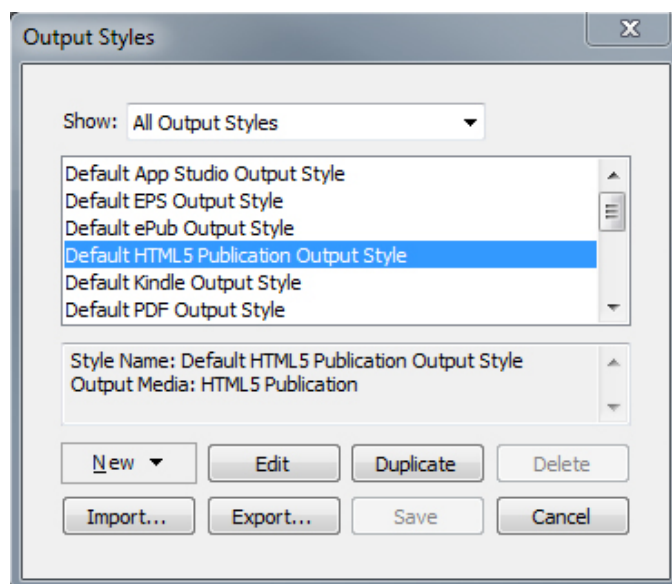 Output Styles
Show: All Output Styles
Default App Studio Output Style
Default EPS Output Style
Default ePub Output Style
Default HTML5 Publication Output Style
Default Kindle Output Style
Default PDF Output Style
Style Name: Default HTML5 Publication Output Style
Output Media: HTML5 Publication
New Edit Duplicate Delete
Import... Export... Save Cancel